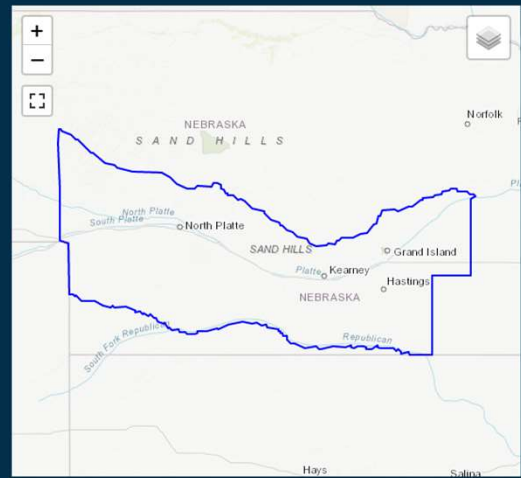 +
−
Norfolk
NEBRASKA
SAND HILLS
Pl
North Platte
South Platte
North Platte
SAND HILLS
Grand Island
Platte
Kearney
Hastings
NEBRASKA
Republican
South Fork Republican
Hays
Salina